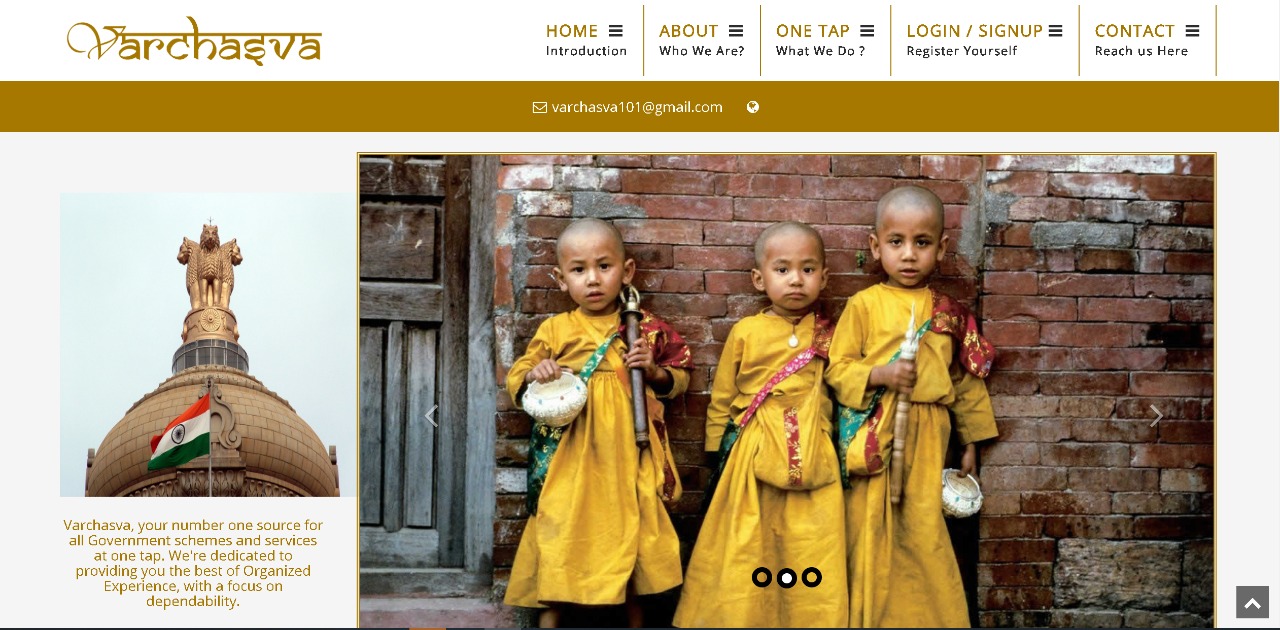 Varchasva
HOME
Introduction
ABOUT
Who We Are?
ONE TAP
What We Do ?
LOGIN / SIGNUP
Register Yourself
CONTACT
Reach us Here
varchasva101@gmail.com
Varchasva, your number one source for
all Government schemes and services
at one tap. We're dedicated to
providing you the best of Organized
Experience, with a focus on
dependability.